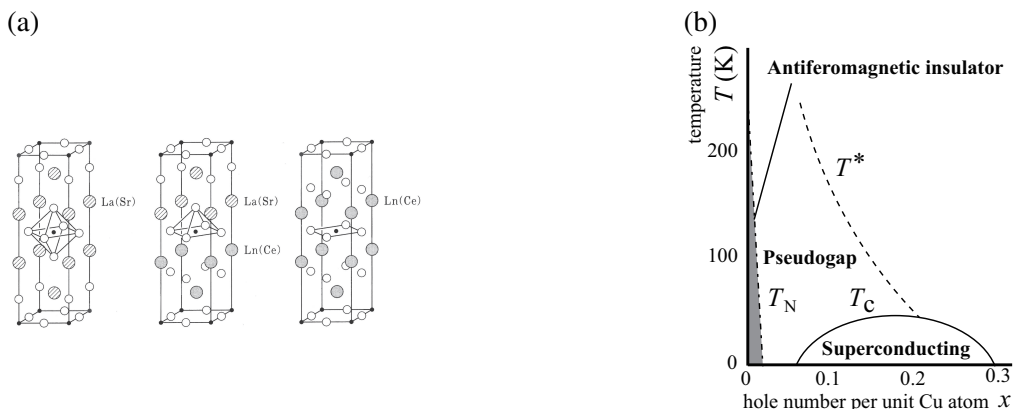 (a)
La(Sr)
La(Sr)
Ln(Ce)
Ln(Ce)
(b)
temperature
T (K)
Antiferomagnetic insulator
200
T*
100
Pseudogap
T_N
T_c
Superconducting
0
0
0.1
0.2
0.3
hole number per unit Cu atom x